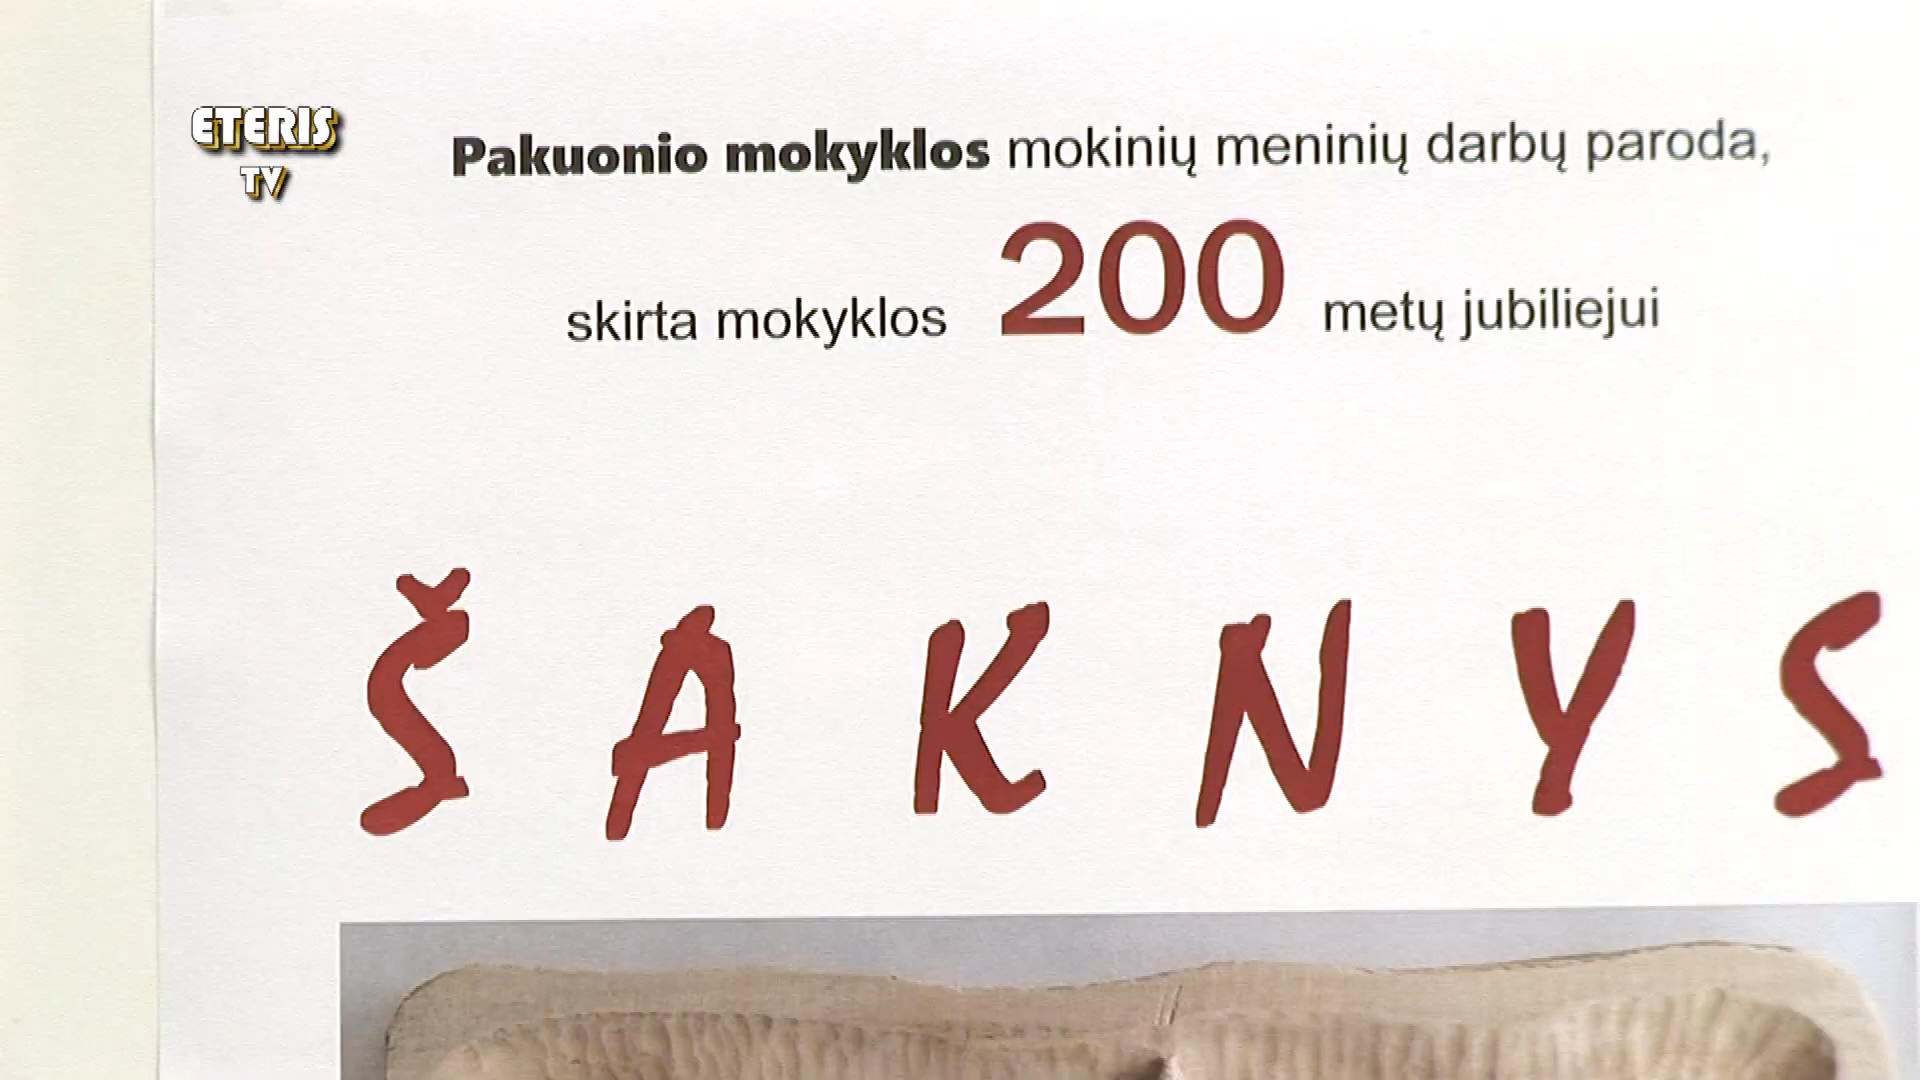 ETERIS
TV
Pakuonio mokyklos mokinių meninių darbų paroda,
skirta mokyklos 200 metų jubiliejui
ŠAKNYS